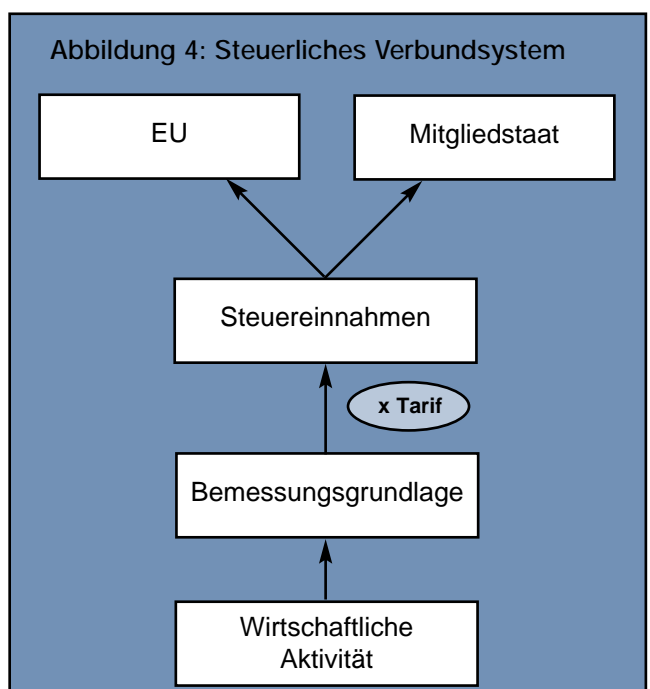 Abbildung 4: Steuerliches Verbundsystem
EU
Mitgliedstaat
Steuereinnahmen
x Tarif
Bemessungsgrundlage
Wirtschaftliche
Aktivität